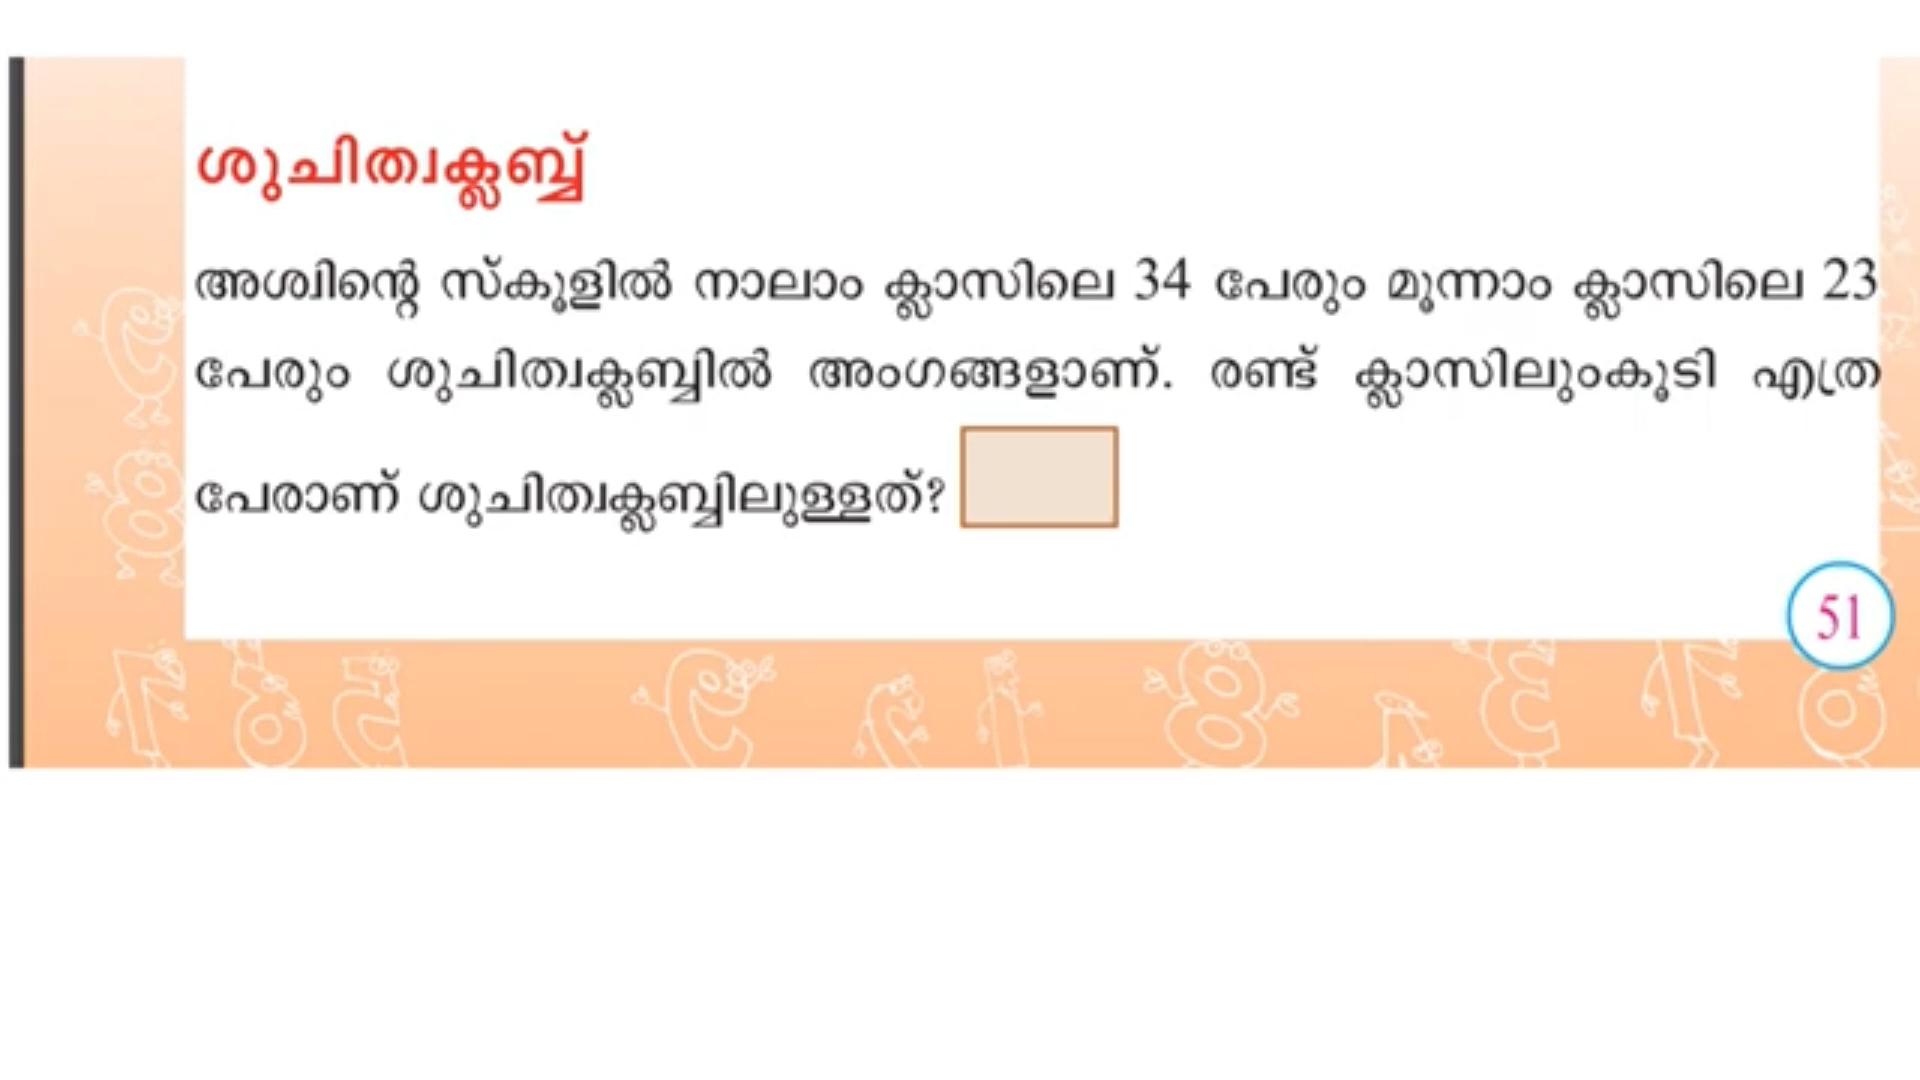 ശുചിത്വക്ലബ്ബ്
അശ്വിന്റെ സ്കൂളിൽ നാലാം ക്ലാസിലെ 34 പേരും മൂന്നാം ക്ലാസിലെ 23
പേരും ശുചിത്വക്ലബ്ബിൽ അംഗങ്ങളാണ്. രണ്ട് ക്ലാസിലുംകൂടി എത്ര
പേരാണ് ശുചിത്വക്ലബ്ബിലുള്ളത്?
51